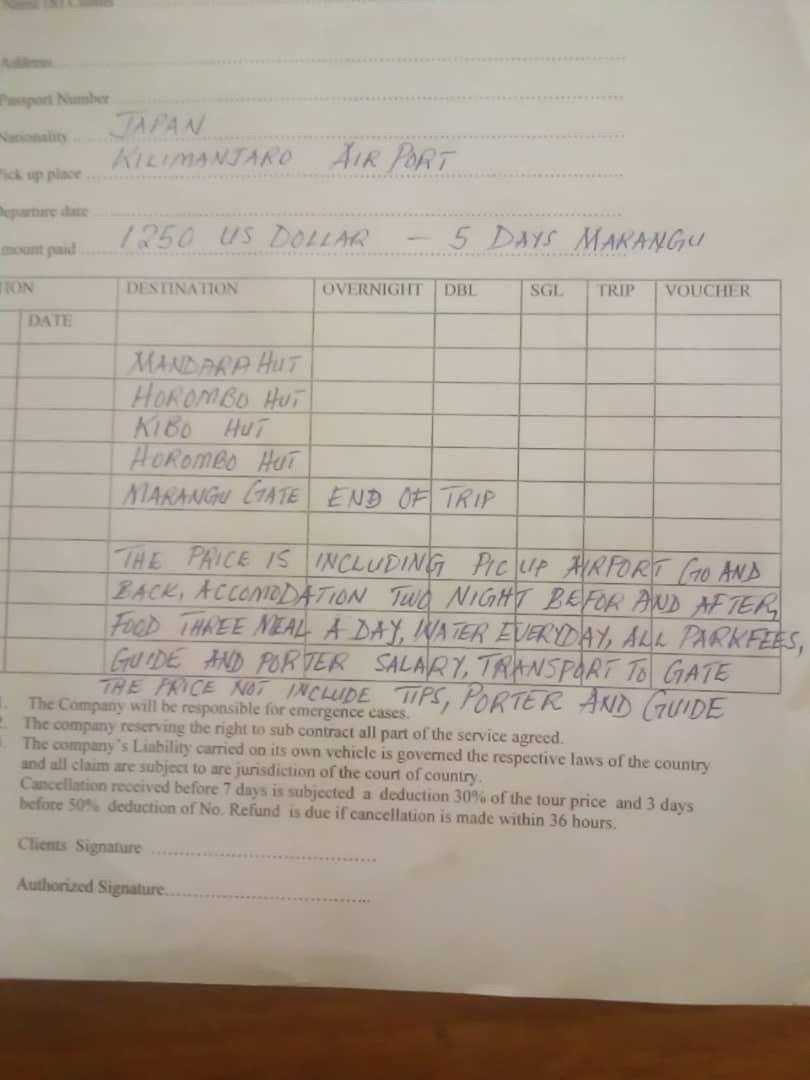 Address
Passport Number
Nationality JAPAN
Pick up place KILIMANJARO AIR PORT
Departure date
mount paid 1250 US DOLLAR – 5 DAYS MARANGU
TION DESTINATION OVERNIGHT DBL SGL TRIP VOUCHER
DATE
MANDARA HUT
HOROMBO HUT
KIBO HUT
HOROMBO HUT
MARANGU GATE END OF TRIP
THE PRICE IS INCLUDING PIC UP AIRPORT GO AND
BACK, ACCOMODATION TWO NIGHT BEFOR AND AFTER,
FOOD THREE MEAL A DAY, WATER EVERYDAY, ALL PARKFEES,
GUIDE AND PORTER SALARY, TRANSPORT TO GATE
THE PRICE NOT INCLUDE TIPS, PORTER AND GUIDE
The Company will be responsible for emergence cases.
The company reserving the right to sub contract all part of the service agreed.
The company's Liability carried on its own vehicle is governed the respective laws of the country
and all claim are subject to are jurisdiction of the court of country.
Cancellation received before 7 days is subjected a deduction 30% of the tour price and 3 days
before 50% deduction of No. Refund is due if cancellation is made within 36 hours.
Clients Signature
Authorized Signature